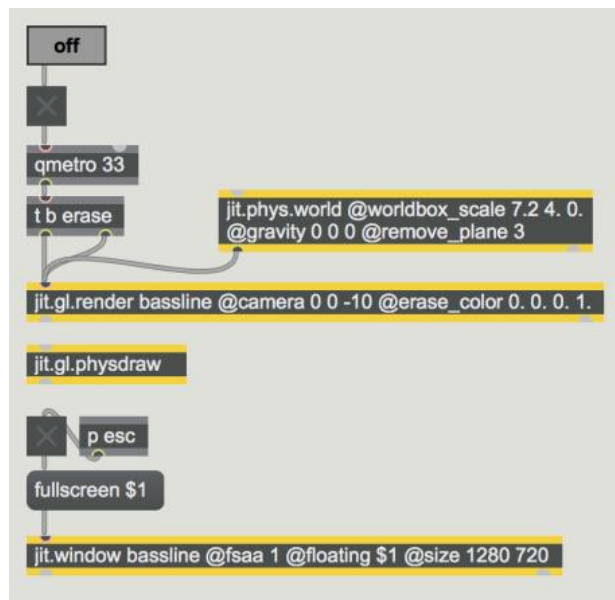 off
qmetro 33
t b erase
jit.phys.world @worldbox_scale 7.2 4. 0.
@gravity 0 0 0 @remove_plane 3
jit.gl.render bassline @camera 0 0 -10 @erase_color 0. 0. 0. 1.
jit.gl.physdraw
p esc
fullscreen $1
jit.window bassline @fsaa 1 @floating $1 @size 1280 720